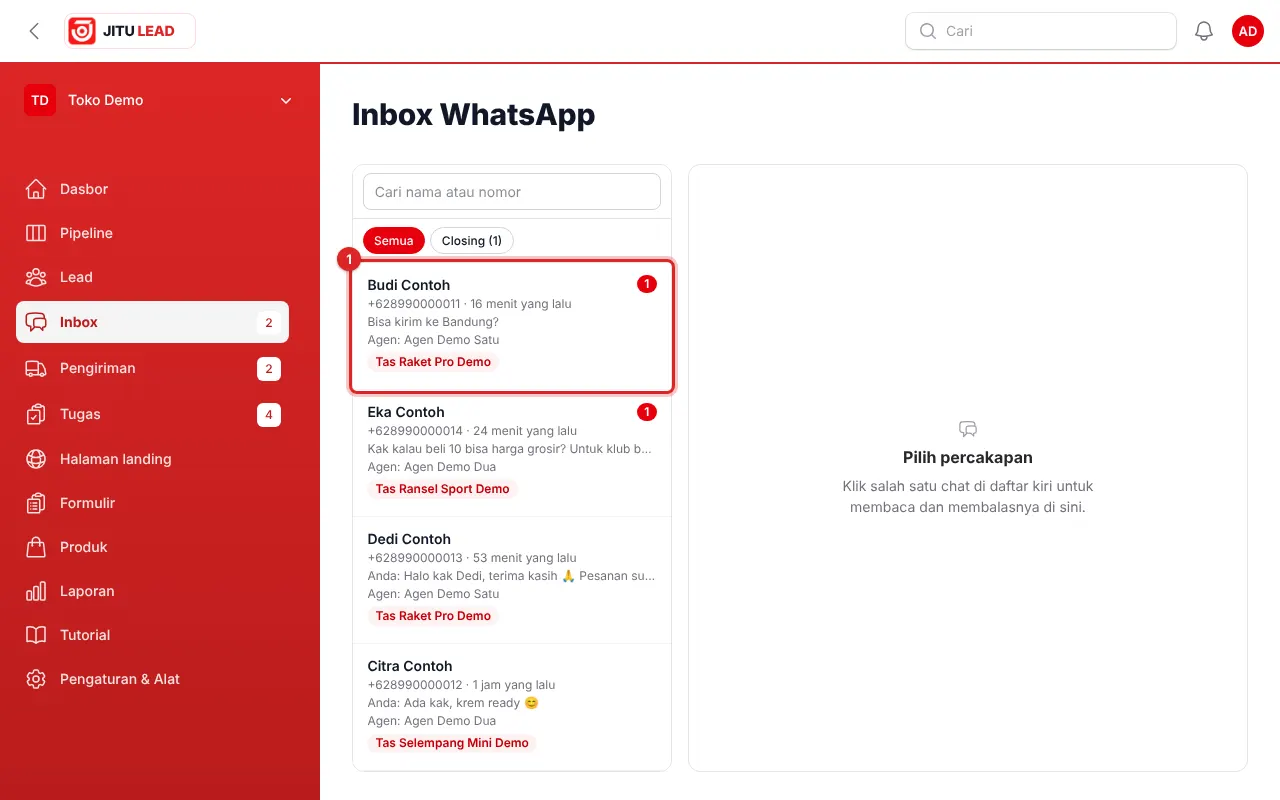 JITU LEAD
Cari
AD
TD
Toko Demo
Dasbor
Pipeline
Lead
Inbox
2
Pengiriman
2
Tugas
4
Halaman landing
Formulir
Produk
Laporan
Tutorial
Pengaturan & Alat
Inbox WhatsApp
Cari nama atau nomor
Semua
Closing (1)
1
Budi Contoh
1
+628990000011 · 16 menit yang lalu
Bisa kirim ke Bandung?
Agen: Agen Demo Satu
Tas Raket Pro Demo
Eka Contoh
1
+628990000014 · 24 menit yang lalu
Kak kalau beli 10 bisa harga grosir? Untuk klub b...
Agen: Agen Demo Dua
Tas Ransel Sport Demo
Dedi Contoh
+628990000013 · 53 menit yang lalu
Anda: Halo kak Dedi, terima kasih 🙏 Pesanan su...
Agen: Agen Demo Satu
Tas Raket Pro Demo
Citra Contoh
+628990000012 · 1 jam yang lalu
Anda: Ada kak, krem ready 😊
Agen: Agen Demo Dua
Tas Selempang Mini Demo
Pilih percakapan
Klik salah satu chat di daftar kiri untuk
membaca dan membalasnya di sini.